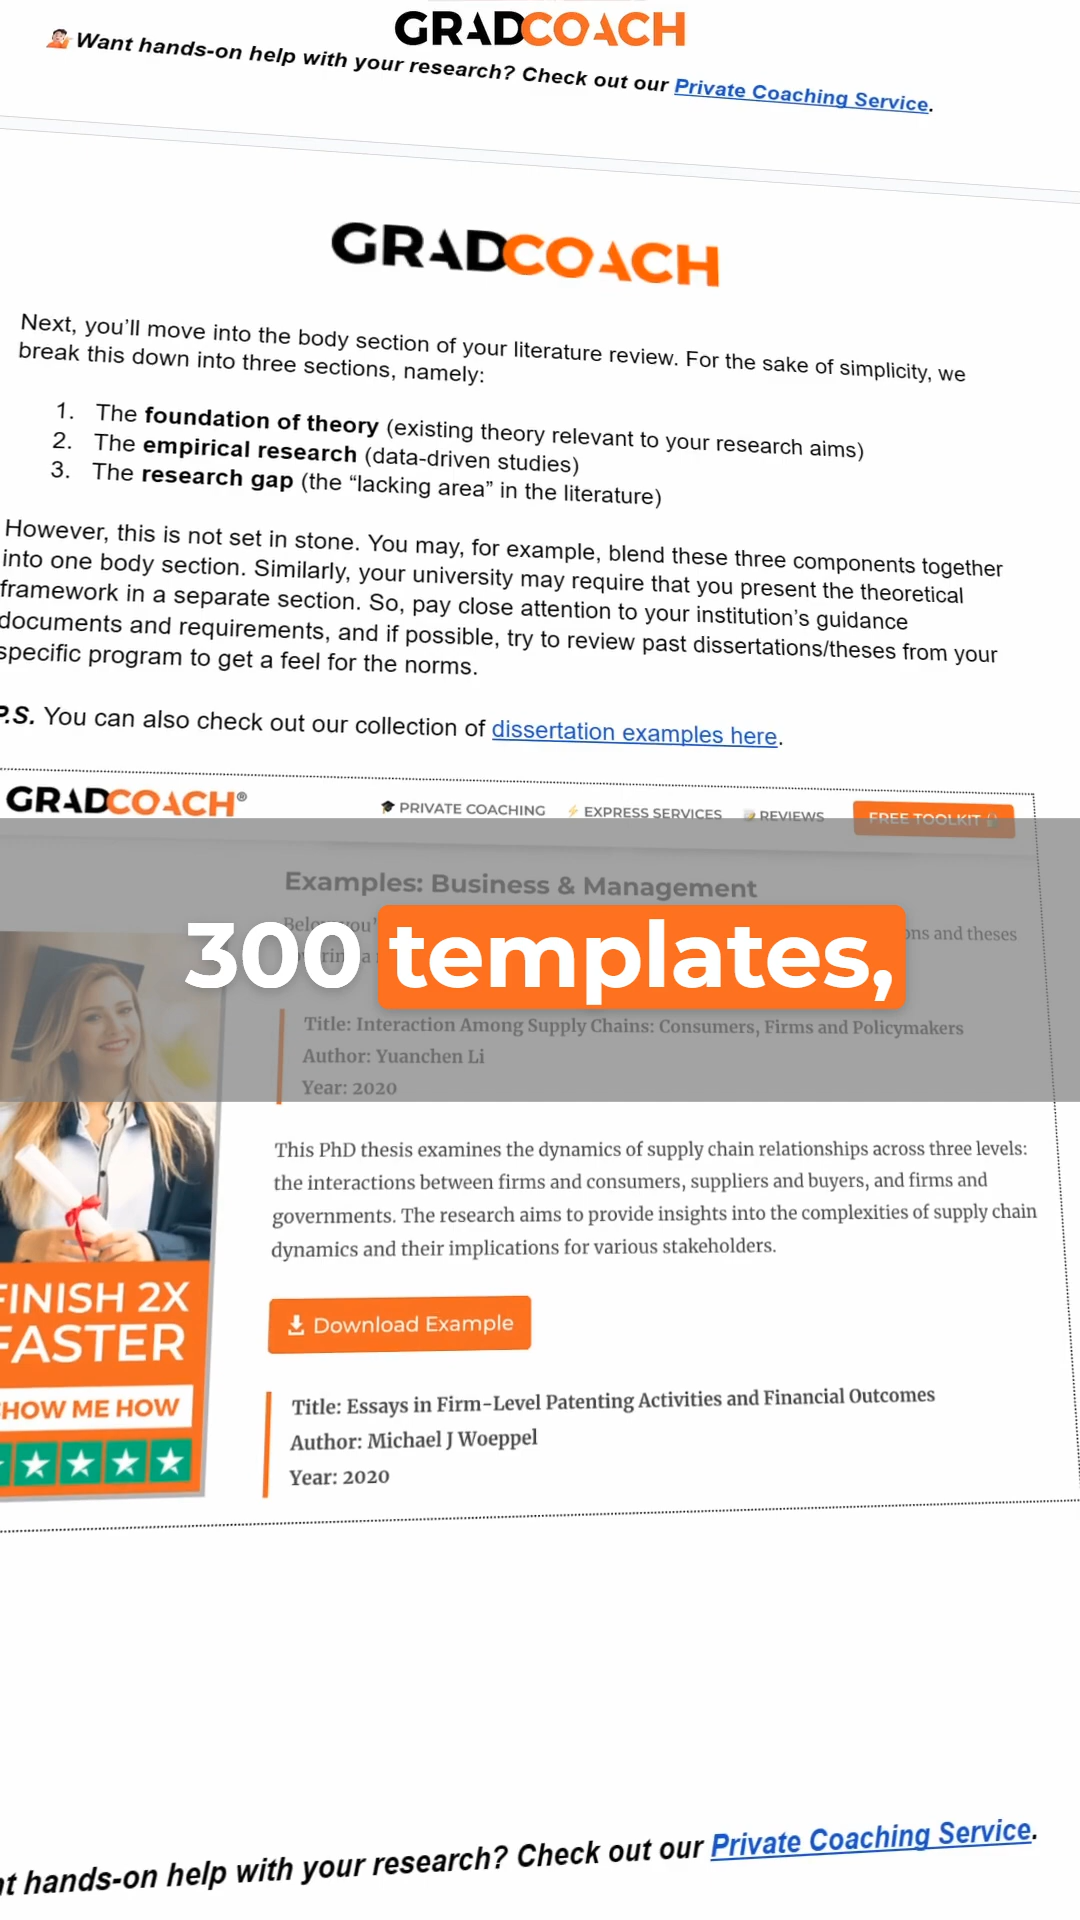 GRADCOACH
Want hands-on help with your research? Check out our Private Coaching Service.
GRADCOACH
Next, you'll move into the body section of your literature review. For the sake of simplicity, we
break this down into three sections, namely:
1. The foundation of theory (existing theory relevant to your research aims)
2. The empirical research (data-driven studies)
3. The research gap (the “lacking area” in the literature)
However, this is not set in stone. You may, for example, blend these three components together
into one body section. Similarly, your university may require that you present the theoretical
framework in a separate section. So, pay close attention to your institution's guidance
documents and requirements, and if possible, try to review past dissertations/theses from your
specific program to get a feel for the norms.
P.S. You can also check out our collection of dissertation examples here.
GRADCOACH®
PRIVATE COACHING
EXPRESS SERVICES
REVIEWS
FREE TOOLKIT
Examples: Business & Management
and theses
300 templates,
Title: Interaction Among Supply Chains: Consumers, Firms and Policymakers
Author: Yuanchen Li
Year: 2020
This PhD thesis examines the dynamics of supply chain relationships across three levels:
the interactions between firms and consumers, suppliers and buyers, and firms and
governments. The research aims to provide insights into the complexities of supply chain
dynamics and their implications for various stakeholders.
Download Example
FINISH 2X
FASTER
SHOW ME HOW
Title: Essays in Firm-Level Patenting Activities and Financial Outcomes
Author: Michael J Woeppel
Year: 2020
hands-on help with your research? Check out our Private Coaching Service.